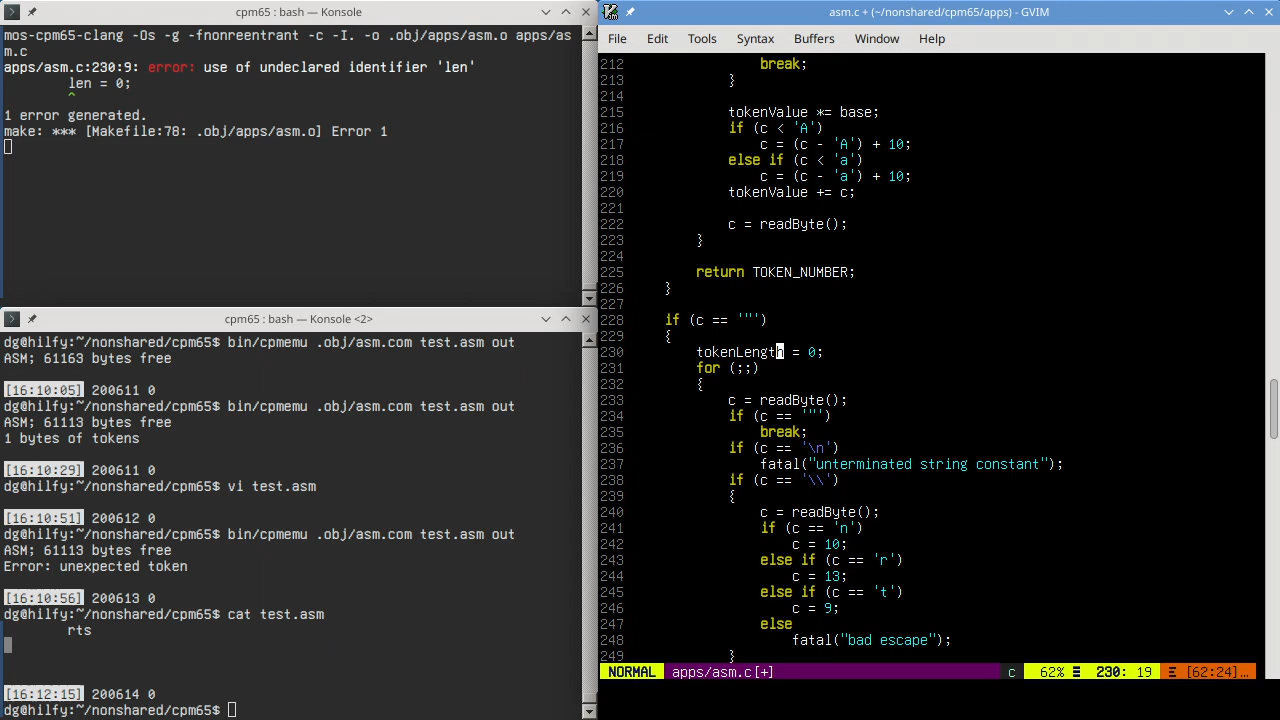 cpm65 : bash — Konsole
mos-cpm65-clang -Os -g -fnonreentrant -c -I. -o .obj/apps/asm.o apps/as
m.c
apps/asm.c:230:9: error: use of undeclared identifier 'len'
        len = 0;
        ^
1 error generated.
make: *** [Makefile:78: .obj/apps/asm.o] Error 1
cpm65 : bash — Konsole <2>
dg@hilfy:~/nonshared/cpm65$ bin/cpmemu .obj/asm.com test.asm out
ASM; 61163 bytes free
[16:10:05] 200611 0
dg@hilfy:~/nonshared/cpm65$ bin/cpmemu .obj/asm.com test.asm out
ASM; 61113 bytes free
1 bytes of tokens
[16:10:29] 200611 0
dg@hilfy:~/nonshared/cpm65$ vi test.asm
[16:10:51] 200612 0
dg@hilfy:~/nonshared/cpm65$ bin/cpmemu .obj/asm.com test.asm out
ASM; 61113 bytes free
Error: unexpected token
[16:10:56] 200613 0
dg@hilfy:~/nonshared/cpm65$ cat test.asm
        rts
[16:12:15] 200614 0
dg@hilfy:~/nonshared/cpm65$
asm.c + (~/nonshared/cpm65/apps) - GVIM
File Edit Tools Syntax Buffers Window Help
212                 break;
213             }
214
215             tokenValue *= base;
216             if (c < 'A')
217                 c = (c - 'A') + 10;
218             else if (c < 'a')
219                 c = (c - 'a') + 10;
220             tokenValue += c;
221
222             c = readByte();
223         }
224
225         return TOKEN_NUMBER;
226     }
227
228     if (c == '"')
229     {
230         tokenLength = 0;
231         for (;;)
232         {
233             c = readByte();
234             if (c == '"')
235                 break;
236             if (c == '\n')
237                 fatal("unterminated string constant");
238             if (c == '\\')
239             {
240                 c = readByte();
241                 if (c == 'n')
242                     c = 10;
243                 else if (c == 'r')
244                     c = 13;
245                 else if (c == 't')
246                     c = 9;
247                 else
248                     fatal("bad escape");
249             }
NORMAL apps/asm.c[+] c 62% ☰ 230: 19 Ξ [62:24]…